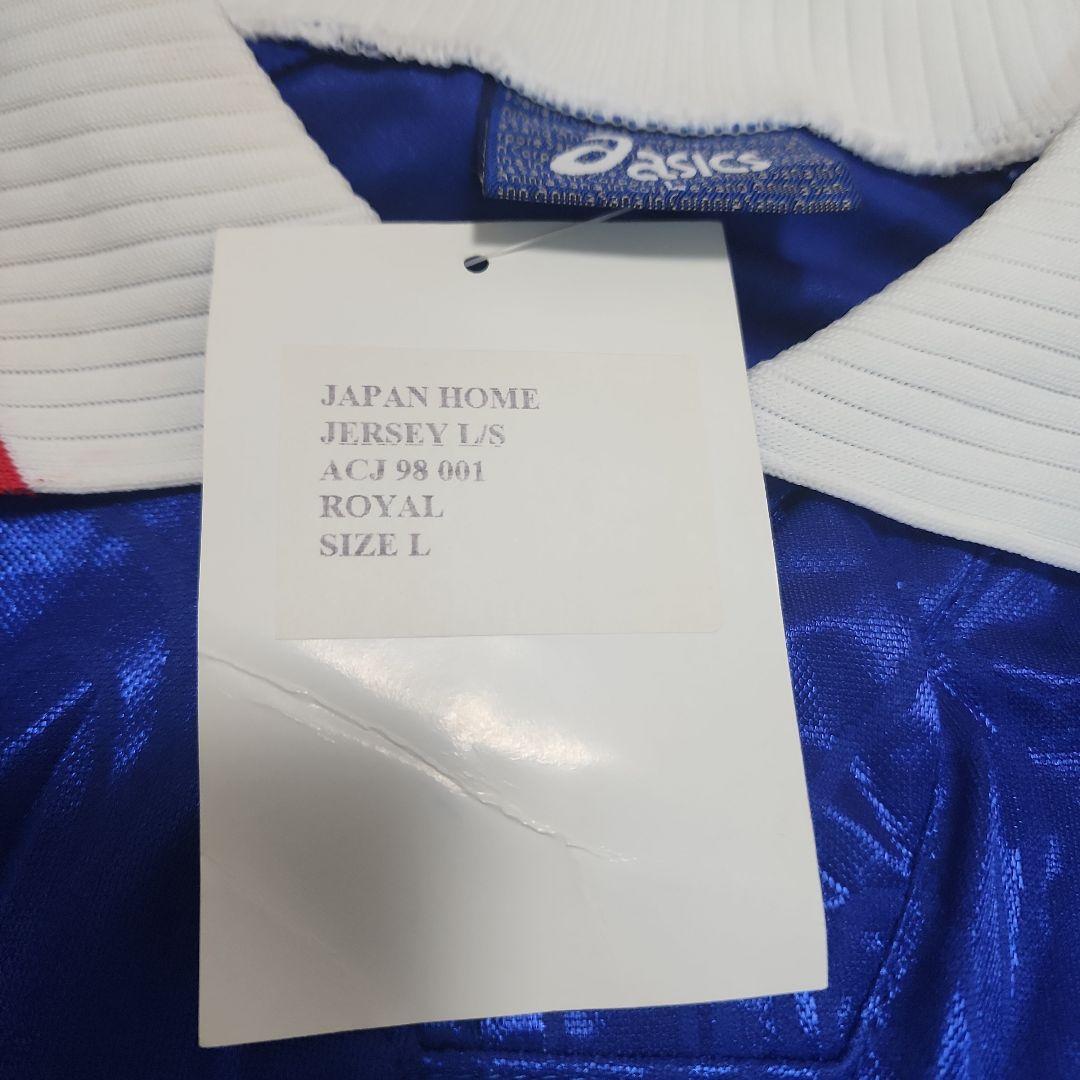 asics
JAPAN HOME
JERSEY L/S
ACJ 98 001
ROYAL
SIZE L